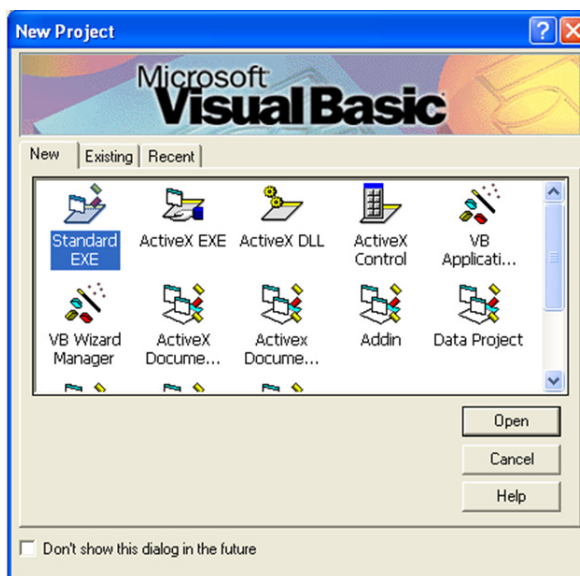 New Project
Microsoft
Visual Basic
New Existing Recent
Standard ActiveX EXE ActiveX DLL ActiveX VB
EXE Control Applicati...
VB Wizard ActiveX Activex Addin Data Project
Manager Docume... Docume...
Open
Cancel
Help
Don't show this dialog in the future